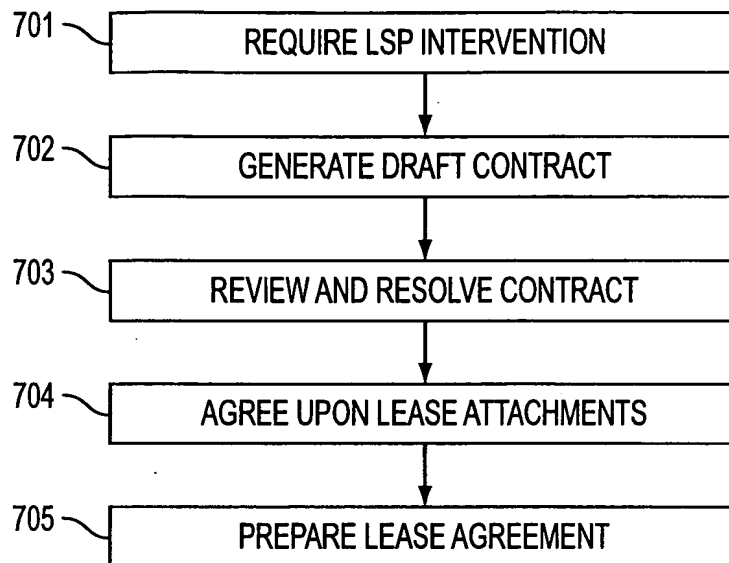 701 REQUIRE LSP INTERVENTION
702 GENERATE DRAFT CONTRACT
703 REVIEW AND RESOLVE CONTRACT
704 AGREE UPON LEASE ATTACHMENTS
705 PREPARE LEASE AGREEMENT